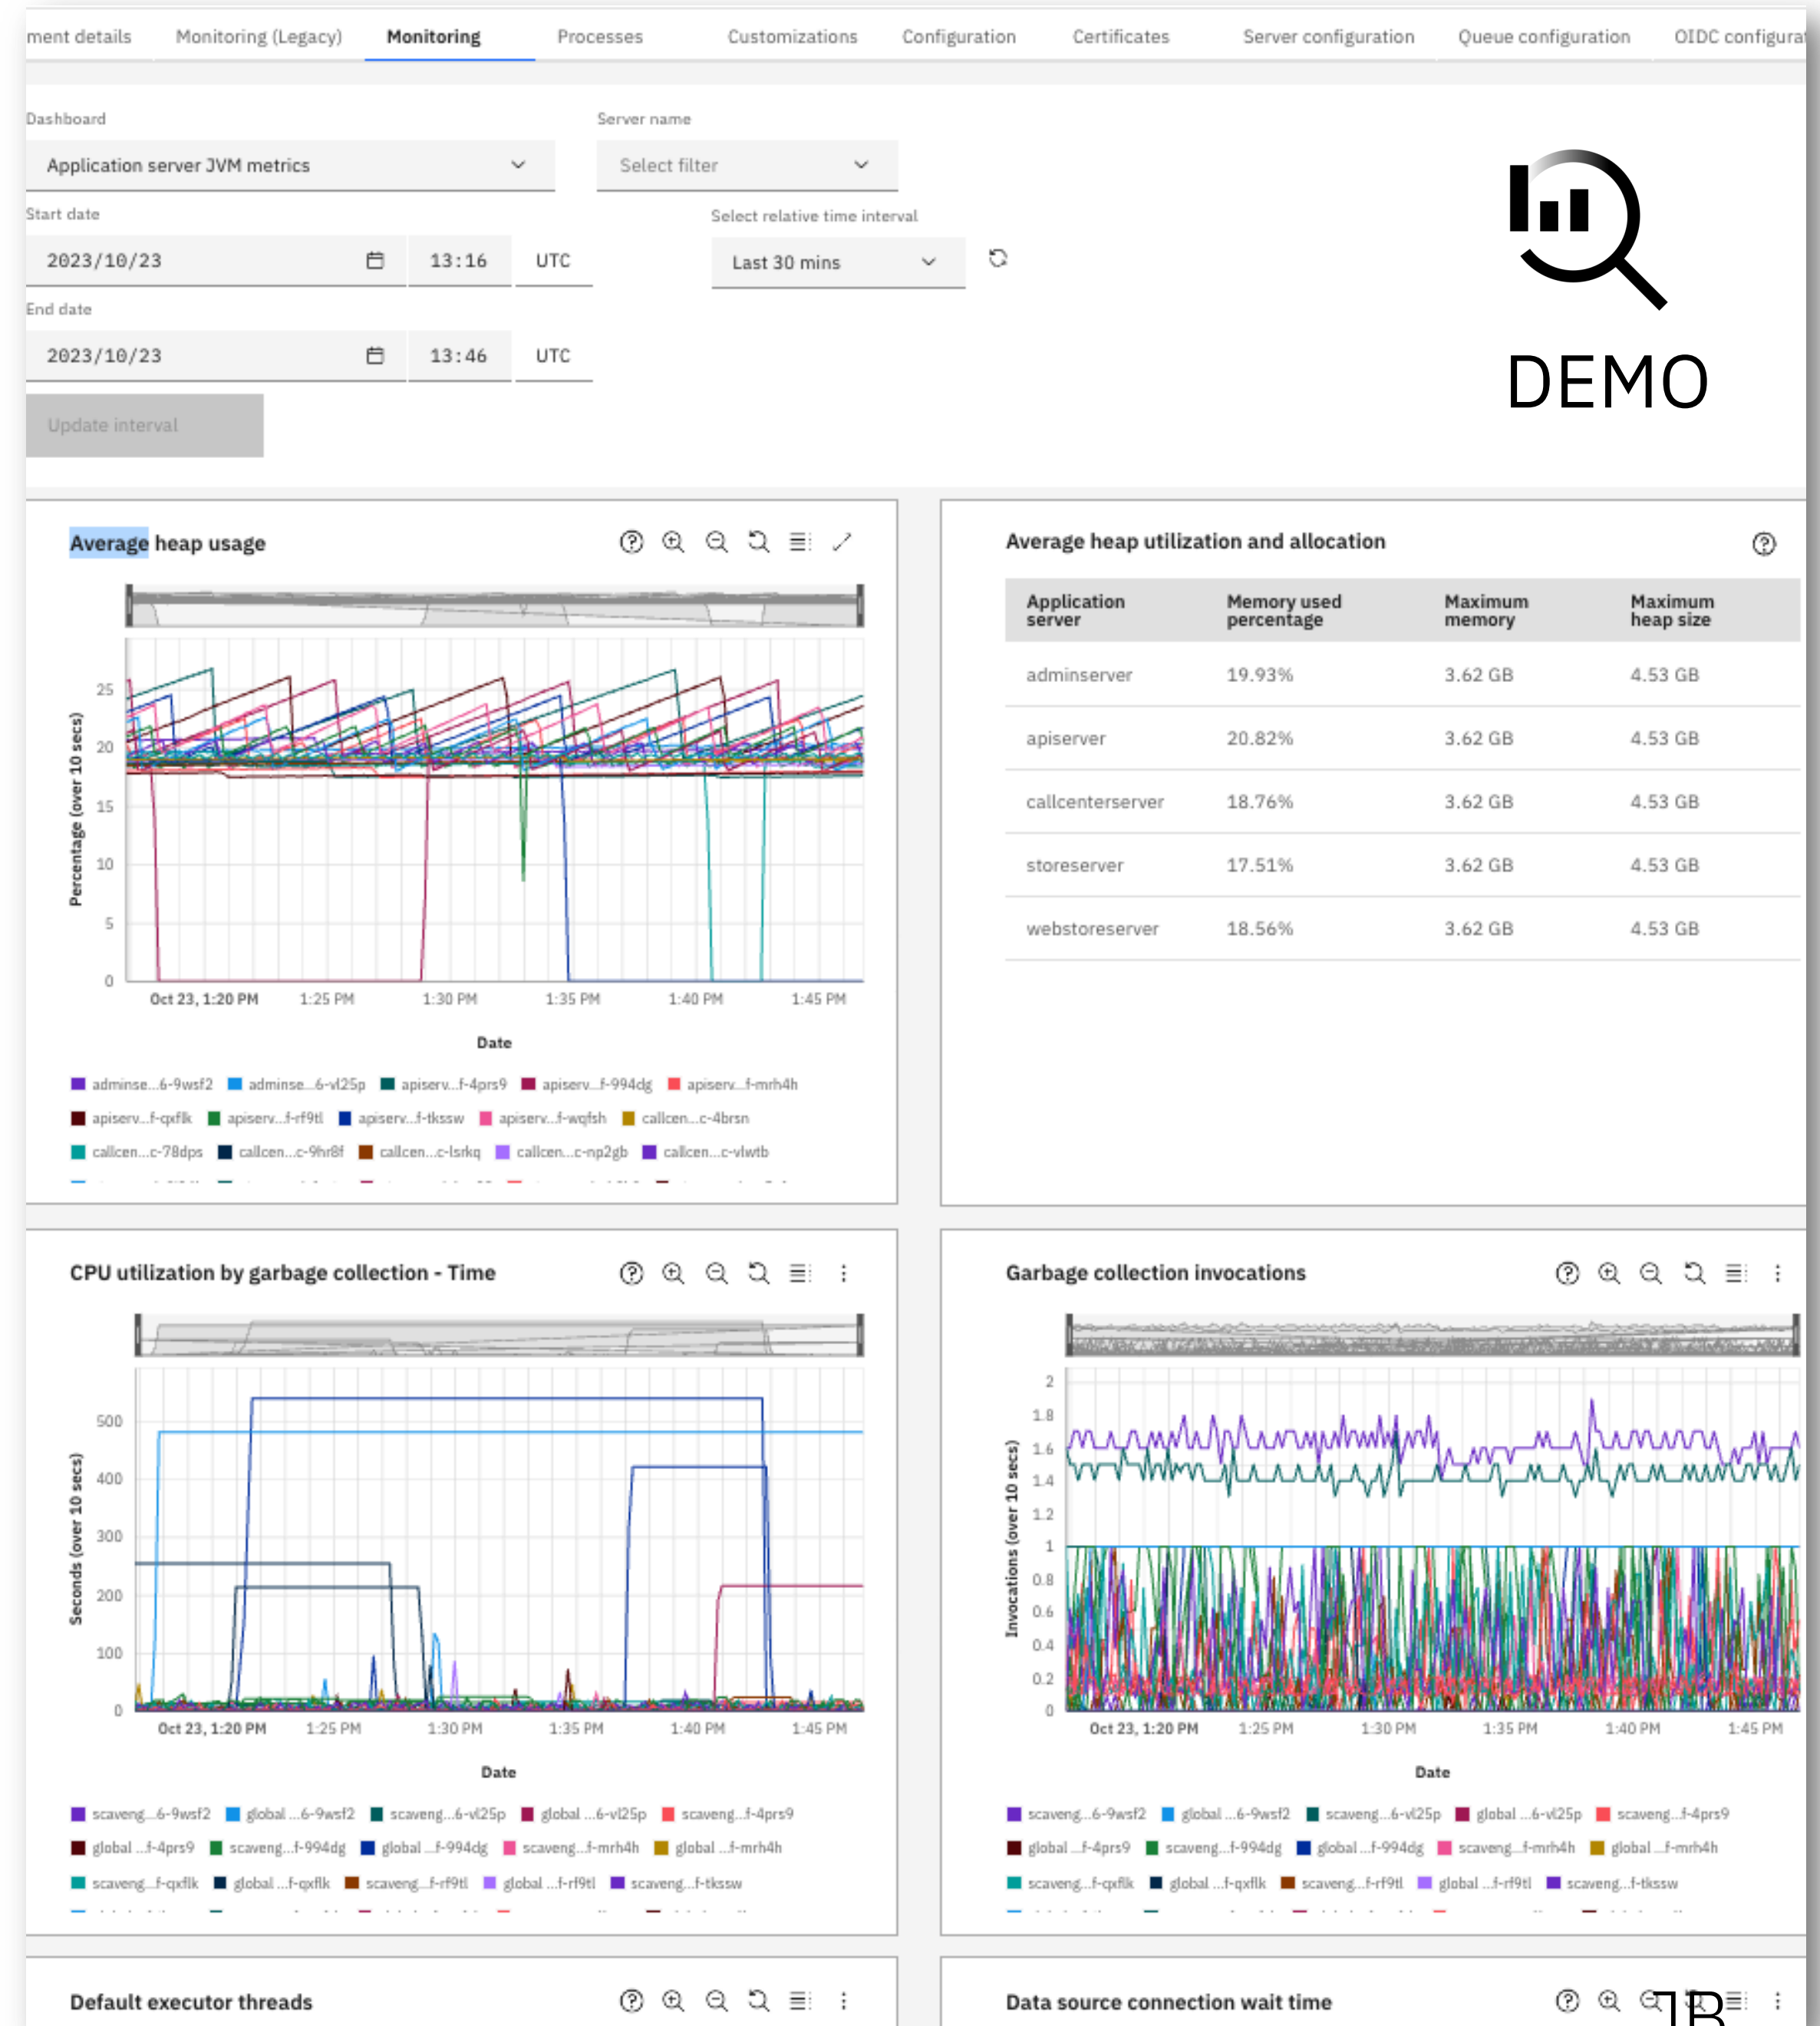 ment details Monitoring (Legacy) Monitoring Processes Customizations Configuration Certificates Server configuration Queue configuration OIDC configurat
Dashboard Server name
Application server JVM metrics Select filter
Start date Select relative time interval
2023/10/23 13:16 UTC Last 30 mins
End date
2023/10/23 13:46 UTC
Update interval
DEMO
Average heap usage
Percentage (over 10 secs)
25
20
15
10
5
0
Oct 23, 1:20 PM 1:25 PM 1:30 PM 1:35 PM 1:40 PM 1:45 PM
Date
adminse...6-9wsf2 adminse...6-vl25p apiserv...f-4prs9 apiserv...f-994dg apiserv...f-mrh4h
apiserv...f-qxflk apiserv...f-rf9tl apiserv...f-tkssw apiserv...f-wqfsh callcen...c-4brsn
callcen...c-78dps callcen...c-9hr8f callcen...c-lsrkq callcen...c-np2gb callcen...c-vlwtb
Average heap utilization and allocation
Application server Memory used percentage Maximum memory Maximum heap size
adminserver 19.93% 3.62 GB 4.53 GB
apiserver 20.82% 3.62 GB 4.53 GB
callcenterserver 18.76% 3.62 GB 4.53 GB
storeserver 17.51% 3.62 GB 4.53 GB
webstoreserver 18.56% 3.62 GB 4.53 GB
CPU utilization by garbage collection - Time
Seconds (over 10 secs)
500
400
300
200
100
0
Oct 23, 1:20 PM 1:25 PM 1:30 PM 1:35 PM 1:40 PM 1:45 PM
Date
scaveng...6-9wsf2 global ...6-9wsf2 scaveng...6-vl25p global ...6-vl25p scaveng...f-4prs9
global ...f-4prs9 scaveng...f-994dg global ...f-994dg scaveng...f-mrh4h global ...f-mrh4h
scaveng...f-qxflk global ...f-qxflk scaveng...f-rf9tl global ...f-rf9tl scaveng...f-tkssw
Garbage collection invocations
Invocations (over 10 secs)
2
1.8
1.6
1.4
1.2
1
0.8
0.6
0.4
0.2
0
Oct 23, 1:20 PM 1:25 PM 1:30 PM 1:35 PM 1:40 PM 1:45 PM
Date
scaveng...6-9wsf2 global ...6-9wsf2 scaveng...6-vl25p global ...6-vl25p scaveng...f-4prs9
global ...f-4prs9 scaveng...f-994dg global ...f-994dg scaveng...f-mrh4h global ...f-mrh4h
scaveng...f-qxflk global ...f-qxflk scaveng...f-rf9tl global ...f-rf9tl scaveng...f-tkssw
Default executor threads
Data source connection wait time